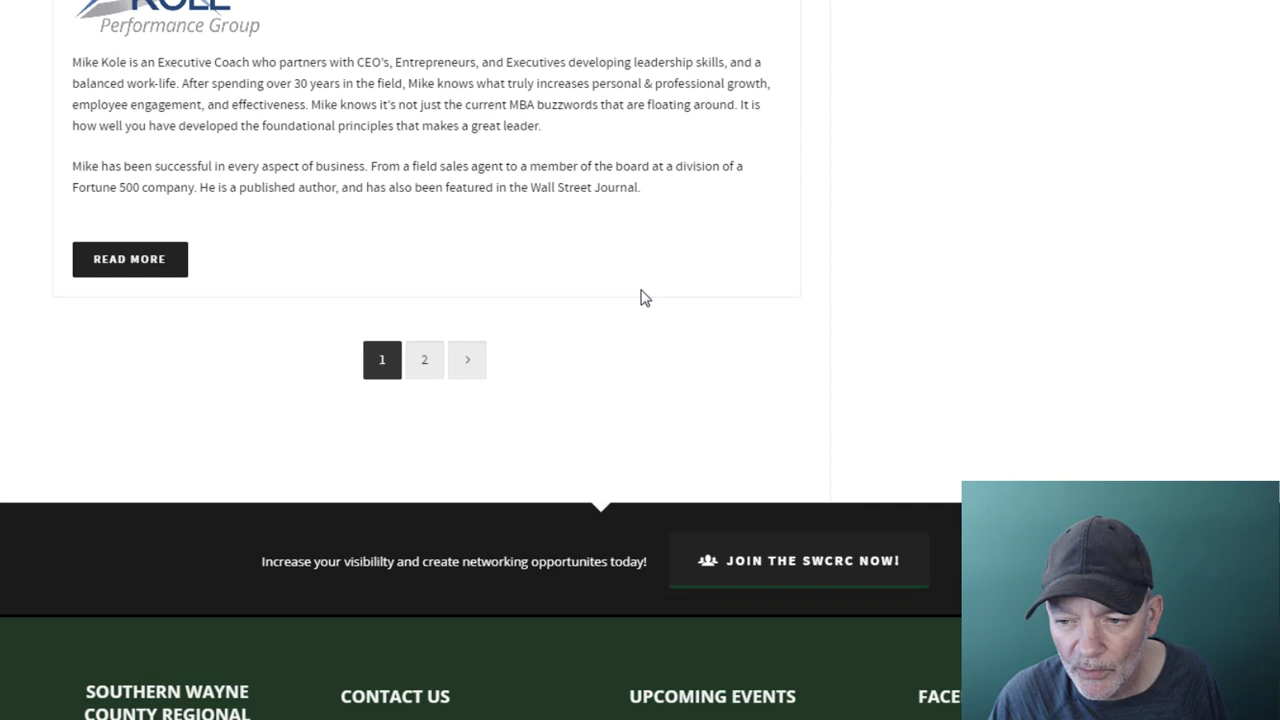 KOLE
Performance Group
Mike Kole is an Executive Coach who partners with CEO's, Entrepreneurs, and Executives developing leadership skills, and a
balanced work-life. After spending over 30 years in the field, Mike knows what truly increases personal & professional growth,
employee engagement, and effectiveness. Mike knows it's not just the current MBA buzzwords that are floating around. It is
how well you have developed the foundational principles that makes a great leader.
Mike has been successful in every aspect of business. From a field sales agent to a member of the board at a division of a
Fortune 500 company. He is a published author, and has also been featured in the Wall Street Journal.
READ MORE
1 2 >
Increase your visibililty and create networking opportunites today!
JOIN THE SWCRC NOW!
SOUTHERN WAYNE
COUNTY REGIONAL
CONTACT US
UPCOMING EVENTS
FACE